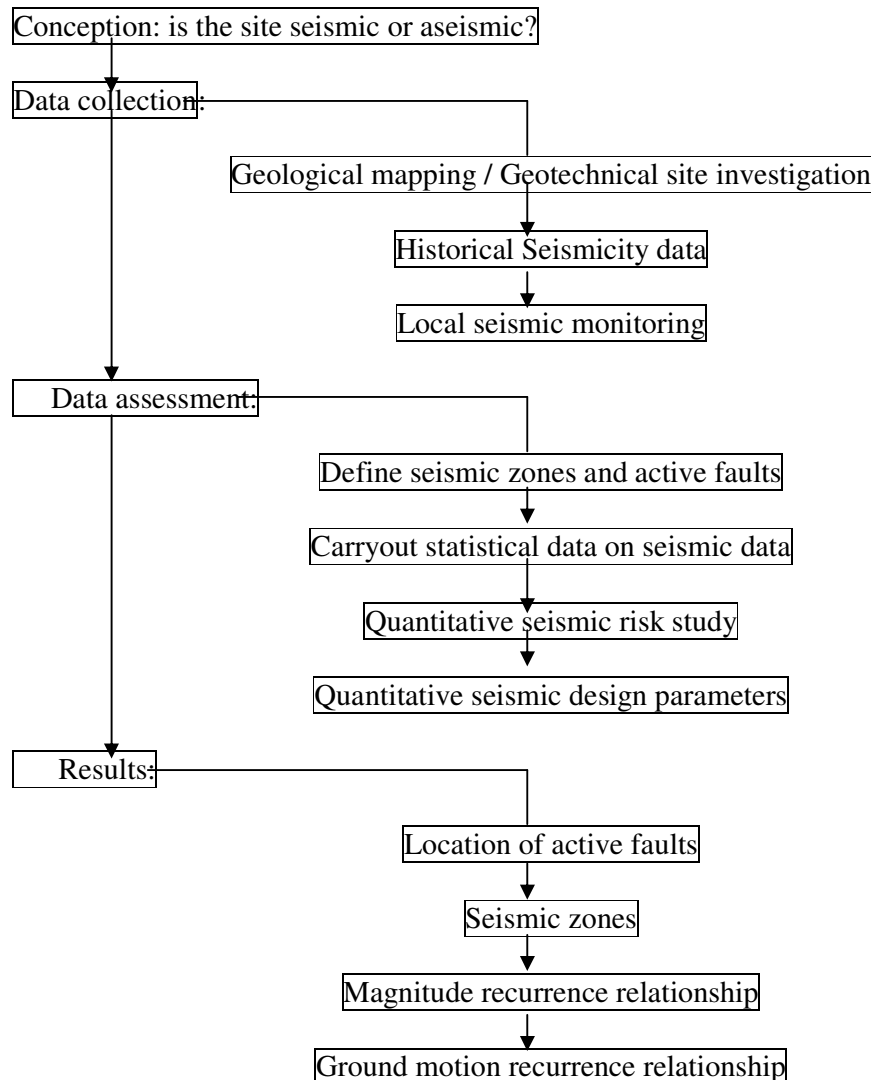 Conception: is the site seismic or aseismic?
Data collection:
Geological mapping / Geotechnical site investigation
Historical Seismicity data
Local seismic monitoring
Data assessment:
Define seismic zones and active faults
Carryout statistical data on seismic data
Quantitative seismic risk study
Quantitative seismic design parameters
Results:
Location of active faults
Seismic zones
Magnitude recurrence relationship
Ground motion recurrence relationship